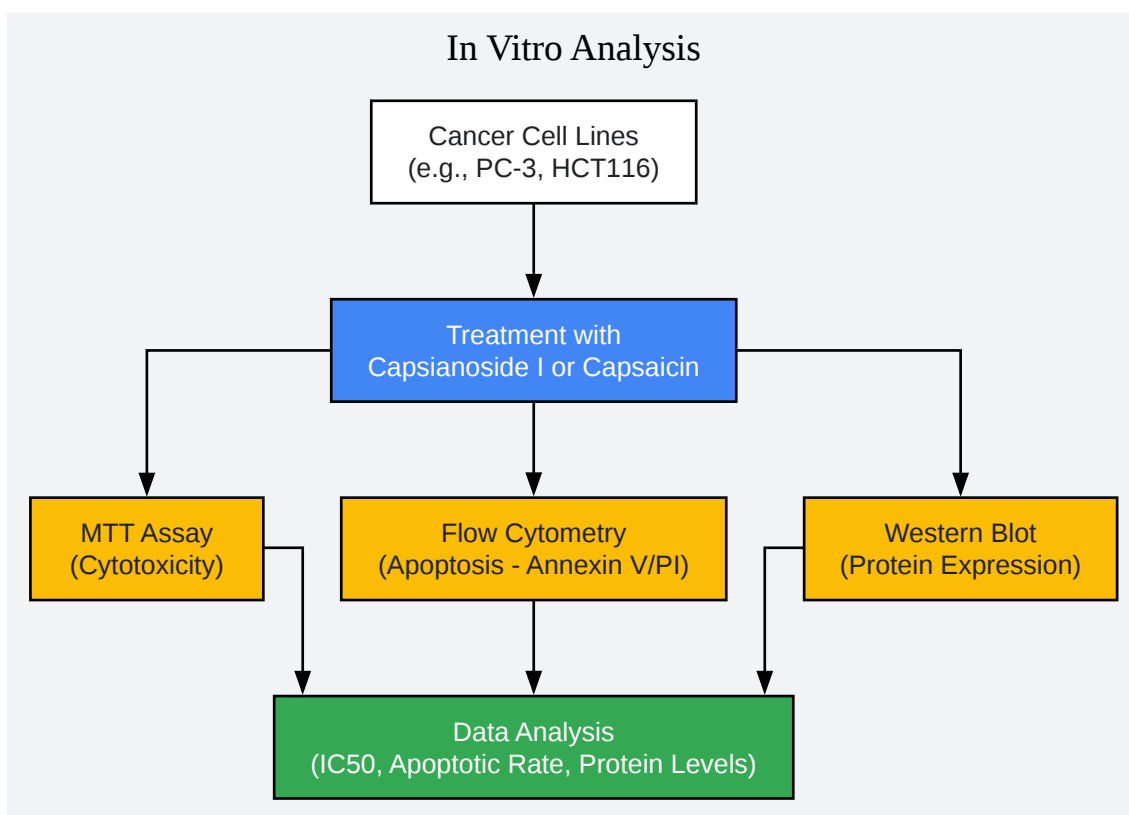 In Vitro Analysis
Cancer Cell Lines
(e.g., PC-3, HCT116)
Treatment with
Capsianoside I or Capsaicin
MTT Assay
(Cytotoxicity)
Flow Cytometry
(Apoptosis - Annexin V/PI)
Western Blot
(Protein Expression)
Data Analysis
(IC50, Apoptotic Rate, Protein Levels)